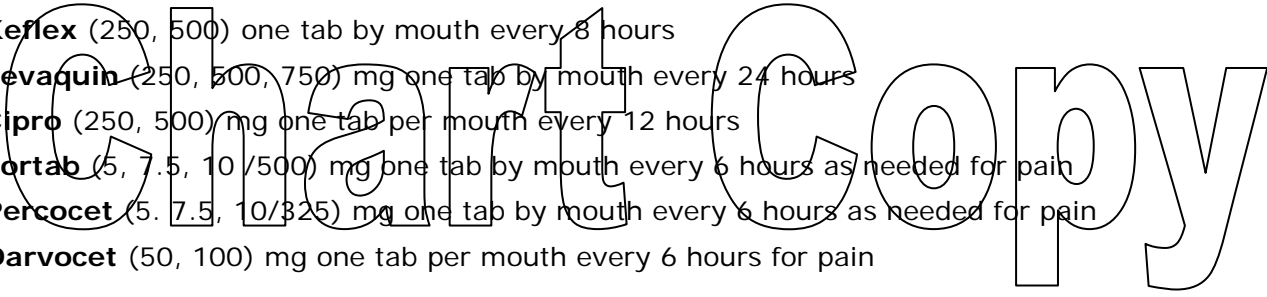 Keflex (250, 500) one tab by mouth every 8 hours
evaquin (250, 500, 750) mg one tab by mouth every 24 hours
Cipro (250, 500) mg one tab per mouth every 12 hours
ortab (5, 7.5, 10 /500) mg one tab by mouth every 6 hours as needed for pain
Percocet (5. 7.5, 10/325) mg one tab by mouth every 6 hours as needed for pain
Darvocet (50, 100) mg one tab per mouth every 6 hours for pain
Chart Copy